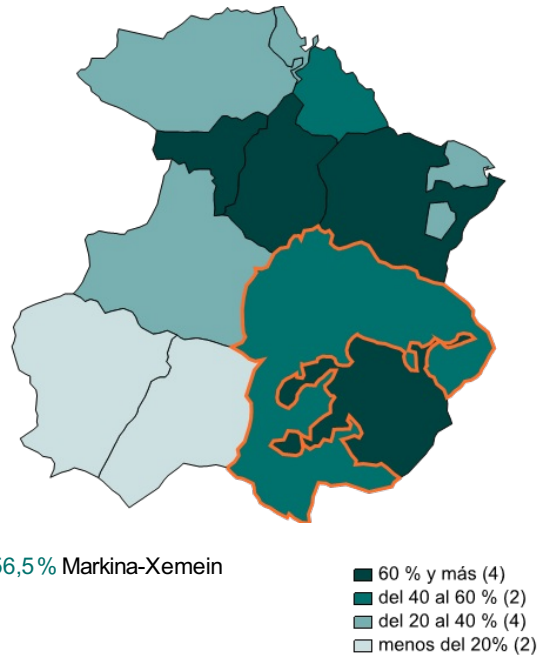 56,5% Markina-Xemein
60 % y más (4)
del 40 al 60 % (2)
del 20 al 40 % (4)
menos del 20% (2)